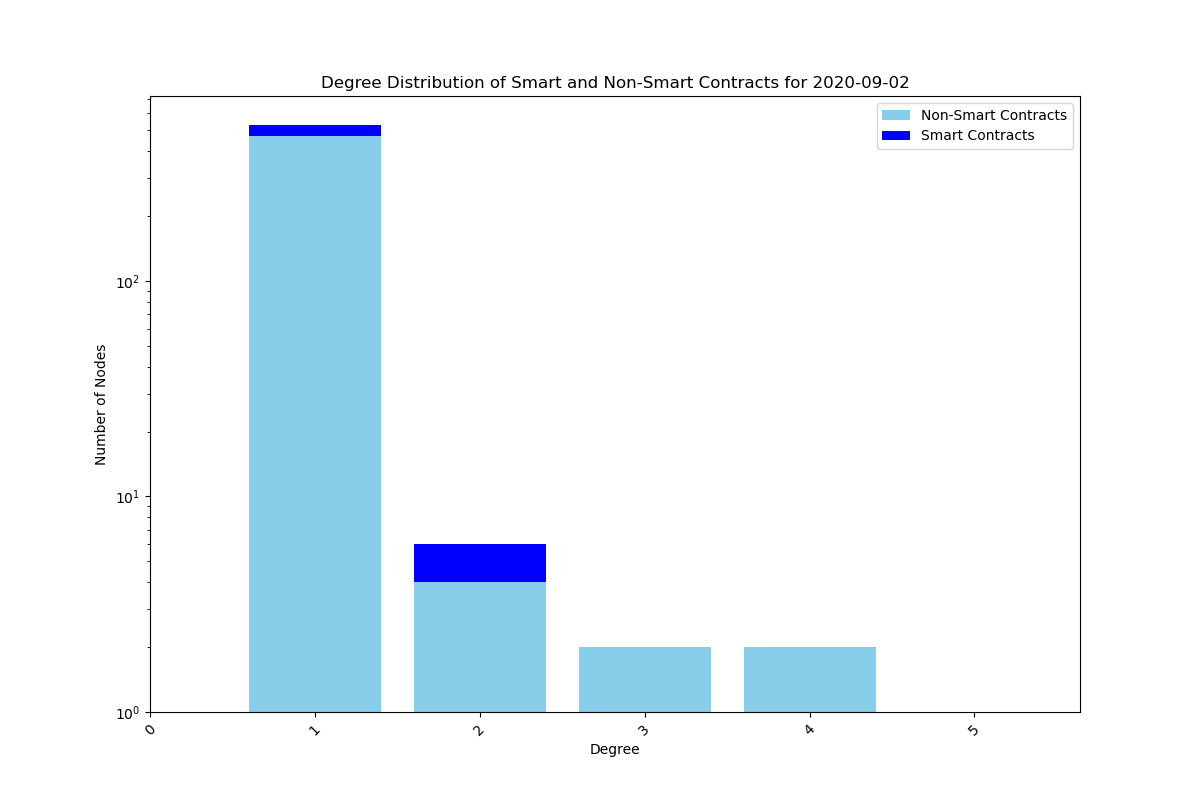 Degree Distribution of Smart and Non-Smart Contracts for 2020-09-02
Non-Smart Contracts
Smart Contracts
Number of Nodes
10²
10¹
10⁰
0 1 2 3 4 5
Degree